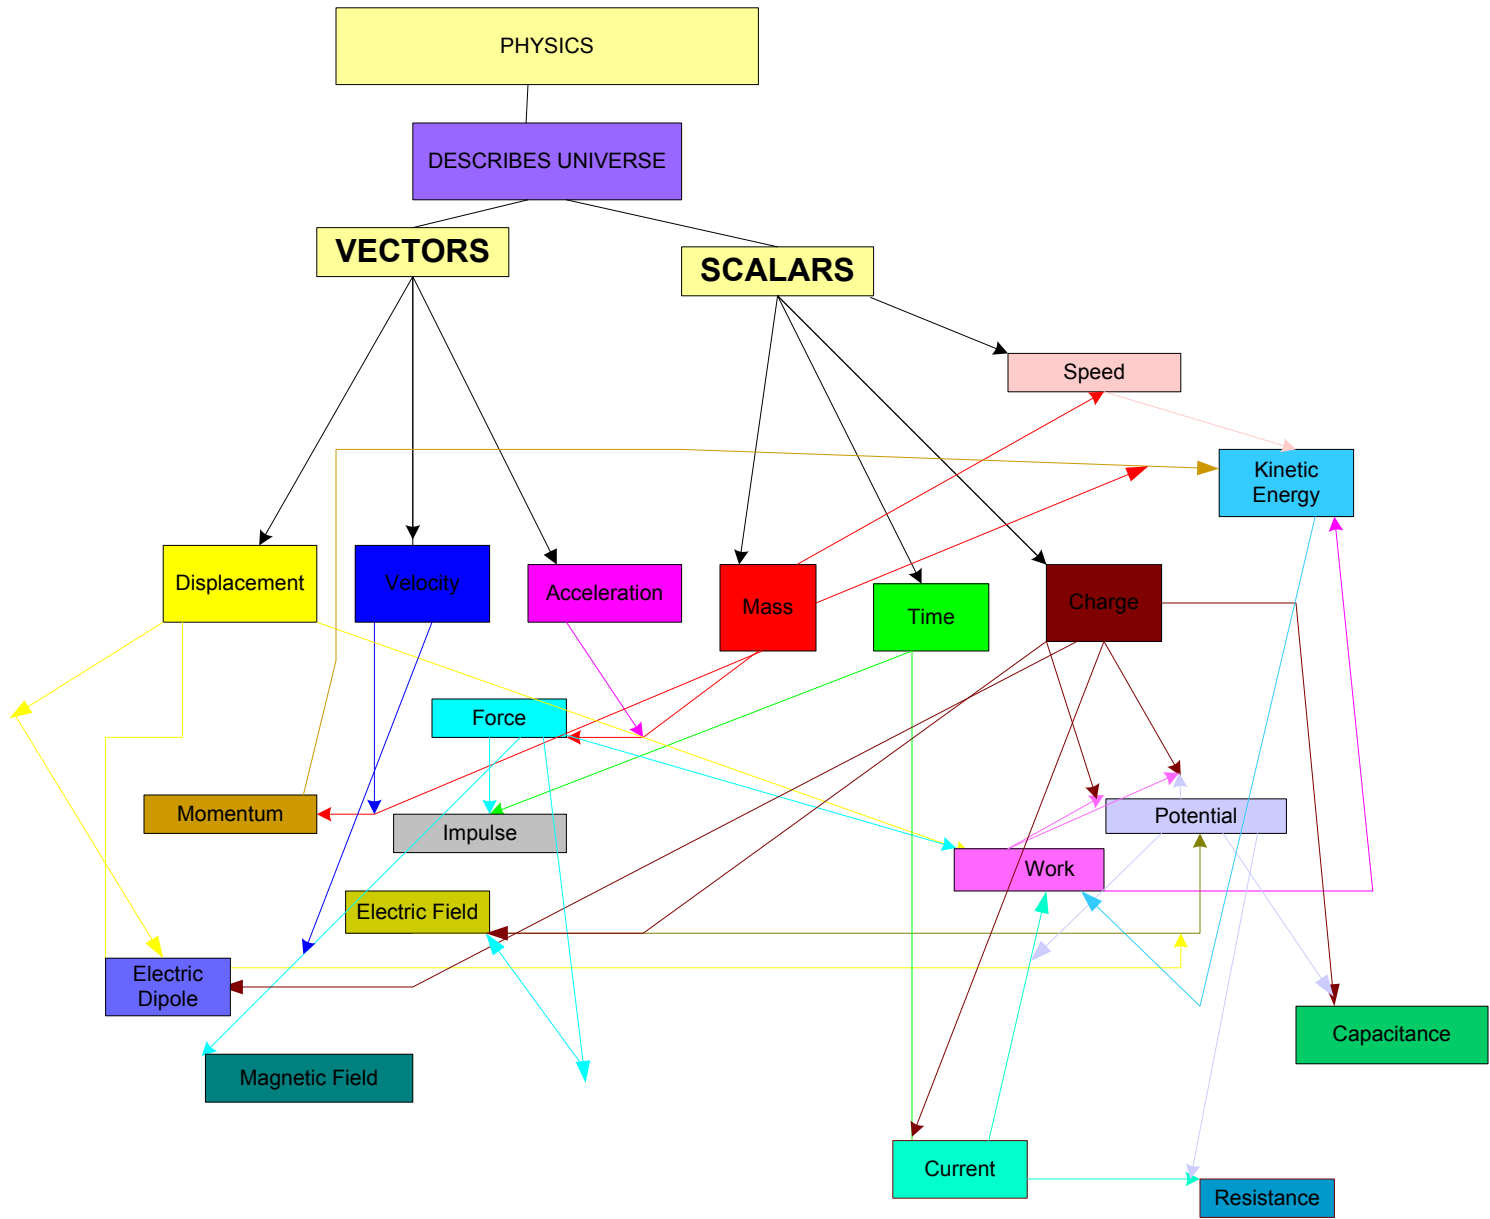 PHYSICS
DESCRIBES UNIVERSE
VECTORS
SCALARS
Speed
Kinetic
Energy
Displacement
Velocity
Acceleration
Mass
Time
Charge
Force
Momentum
Impulse
Potential
Work
Electric Field
Electric
Dipole
Capacitance
Magnetic Field
Current
Resistance